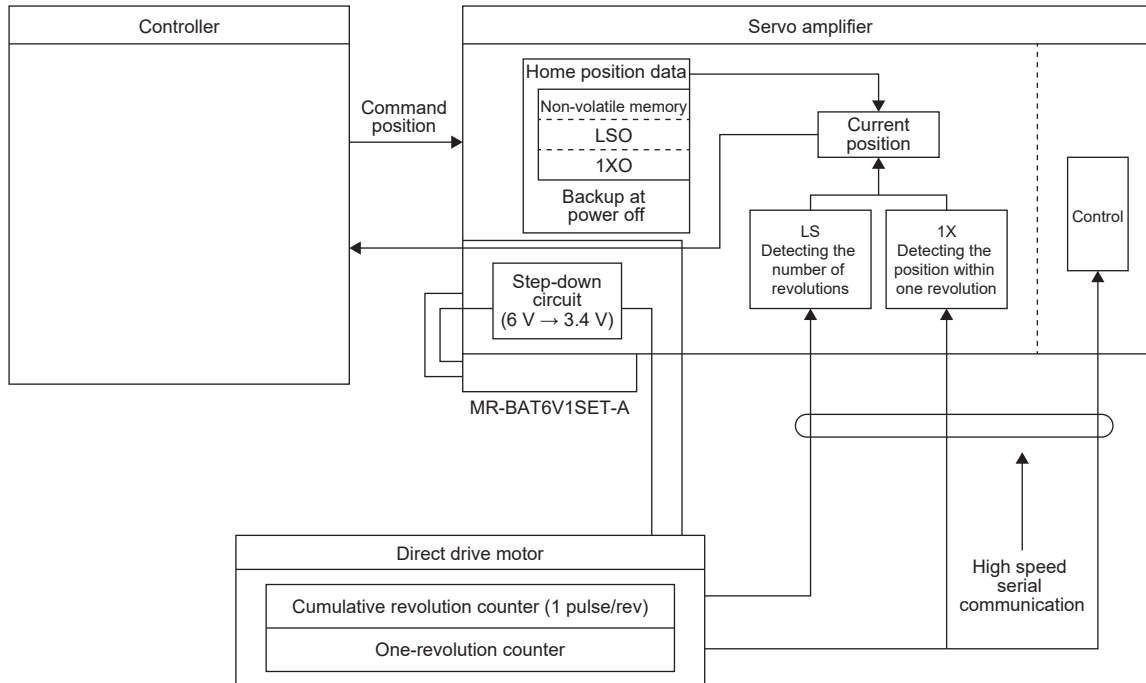 Controller
Servo amplifier
Command
position
Home position data
Non-volatile memory
LSO
1XO
Backup at
power off
Current
position
LS
Detecting the
number of
revolutions
1X
Detecting the
position within
one revolution
Control
Step-down
circuit
(6 V → 3.4 V)
MR-BAT6V1SET-A
Direct drive motor
Cumulative revolution counter (1 pulse/rev)
One-revolution counter
High speed
serial
communication